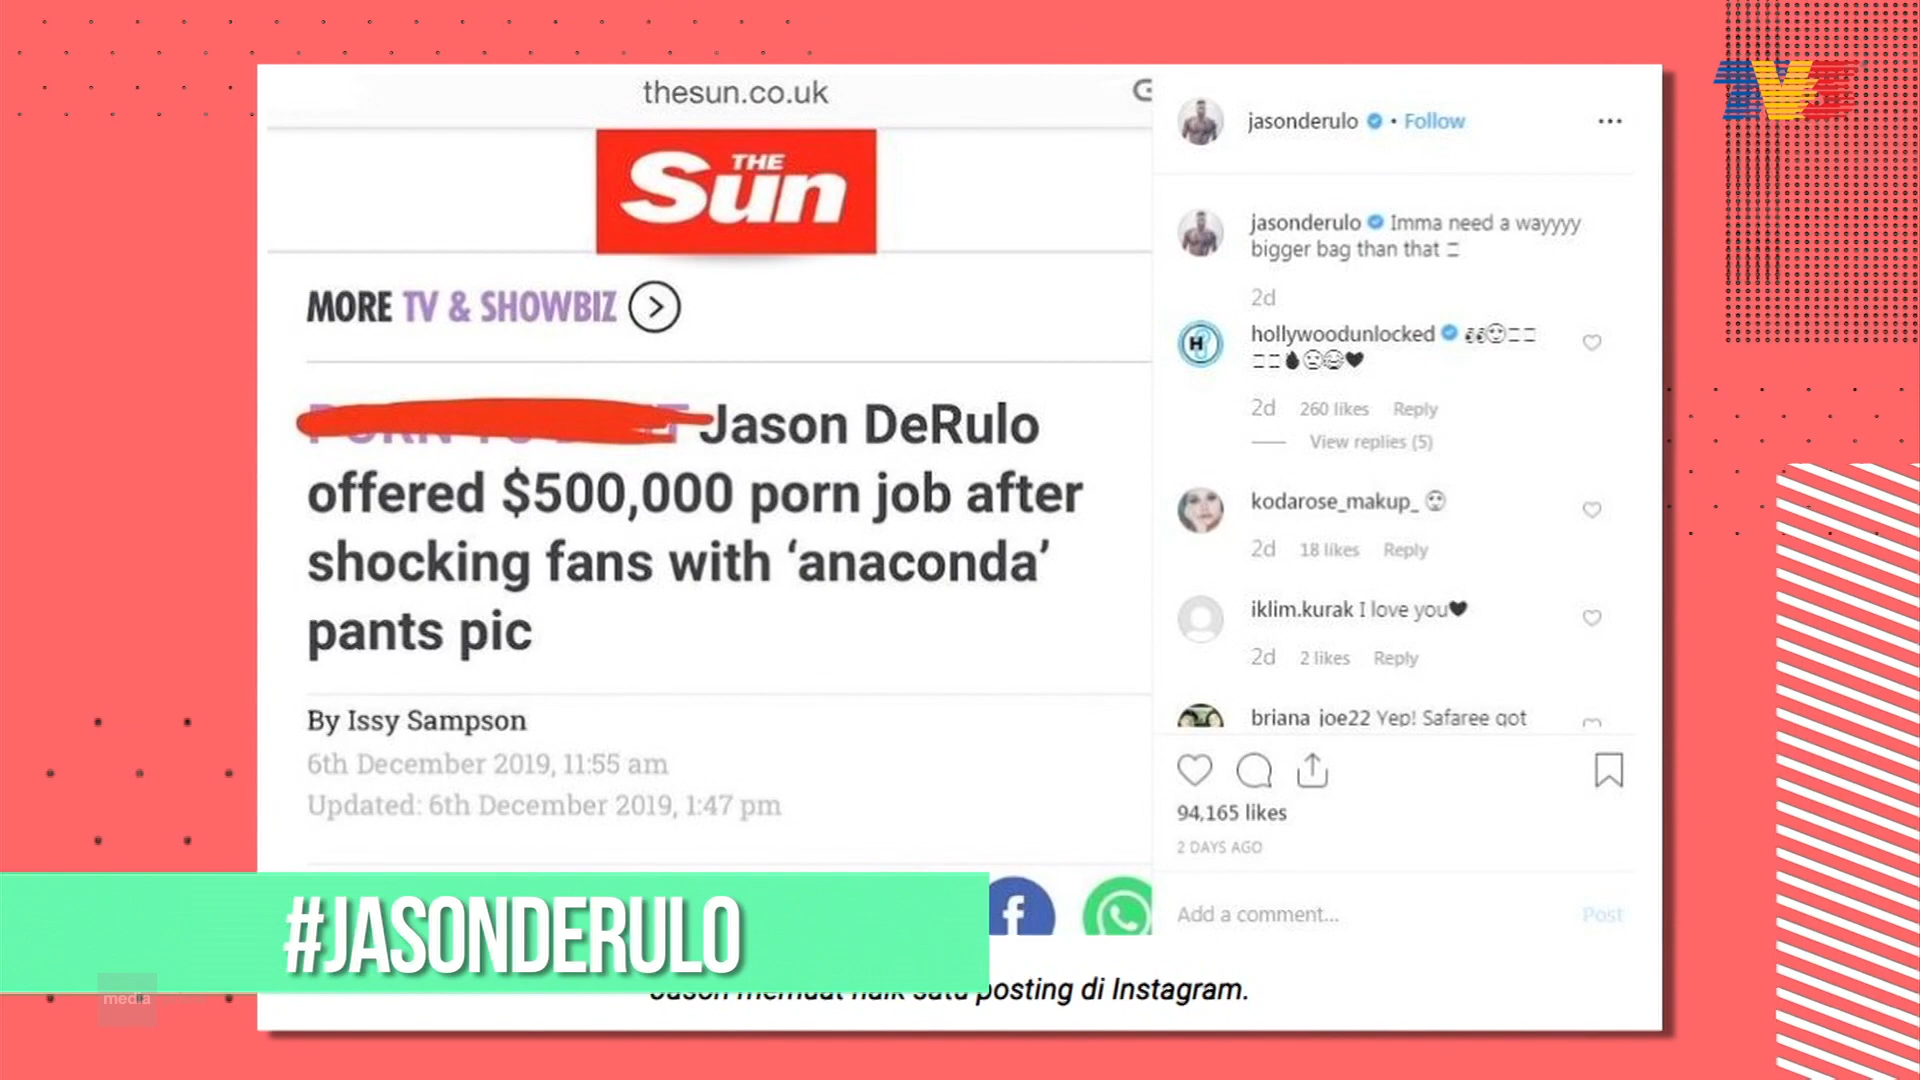 thesun.co.uk
THE
Sun
MORE TV & SHOWBIZ
Jason DeRulo
offered $500,000 porn job after
shocking fans with ‘anaconda’
pants pic
By Issy Sampson
6th December 2019, 11:55 am
Updated: 6th December 2019, 1:47 pm
jasonderulo • Follow
jasonderulo Imma need a wayyyy
bigger bag than that
2d
hollywoodunlocked
2d 260 likes Reply
View replies (5)
kodarose_makup_
2d 18 likes Reply
iklim.kurak I love you🖤
2d 2 likes Reply
briana_joe22 Yep! Safaree got
94,165 likes
2 DAYS AGO
Add a comment... Post
#JASONDERULO
posting di Instagram.
TV3
media